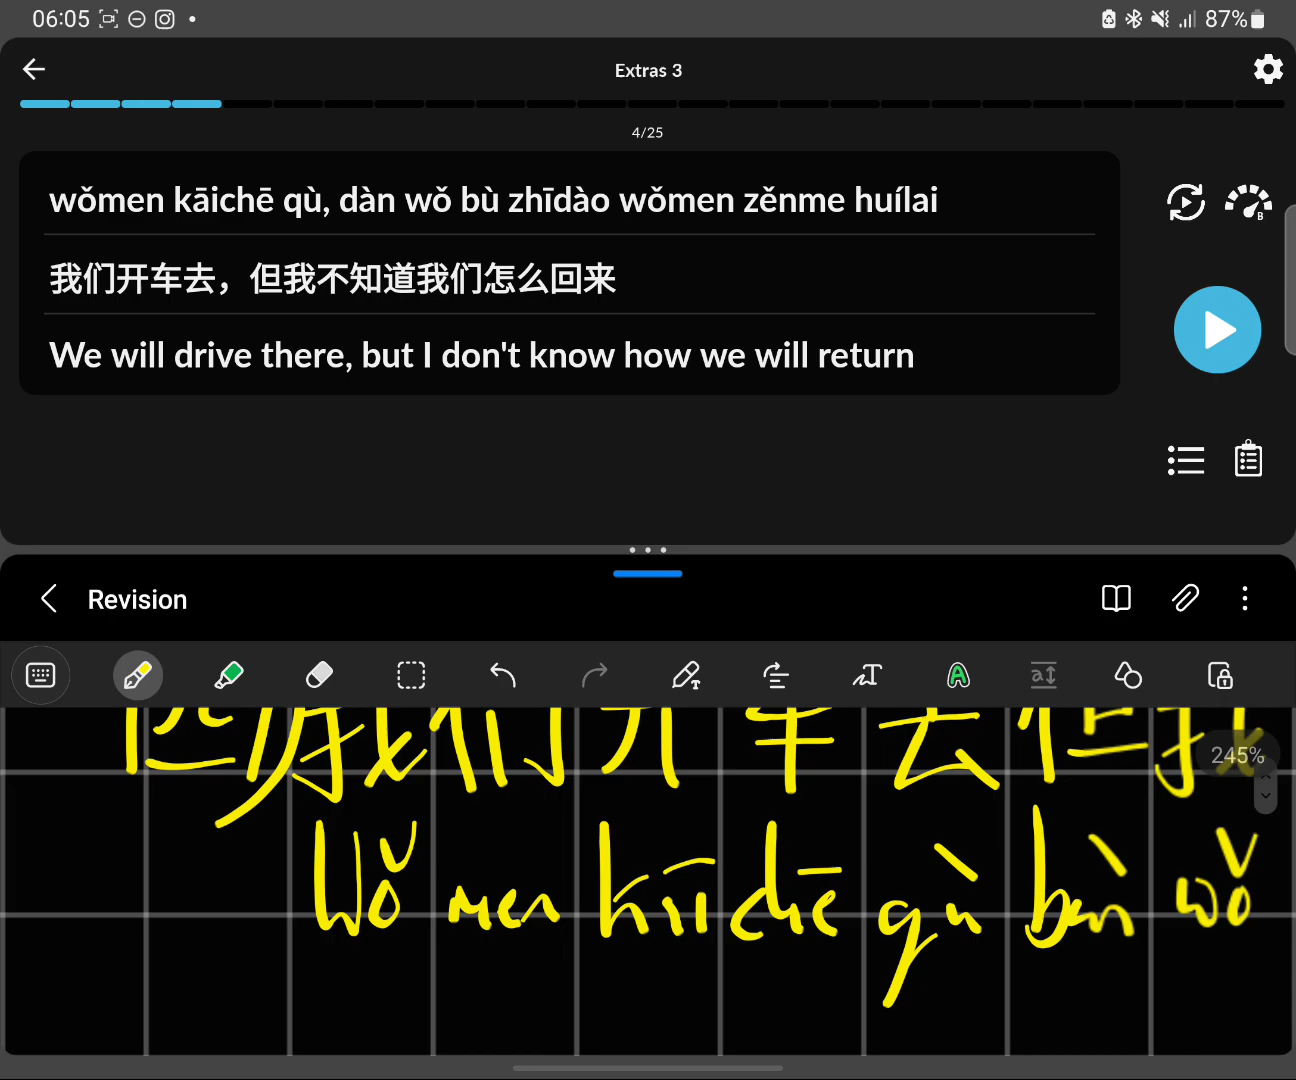 06:05
87%
Extras 3
4/25
wǒmen kāichē qù, dàn wǒ bù zhīdào wǒmen zěnme huílai
我们开车去，但我不知道我们怎么回来
We will drive there, but I don't know how we will return
Revision
245%
我们开车去但我
wǒ men chē qù wǒ